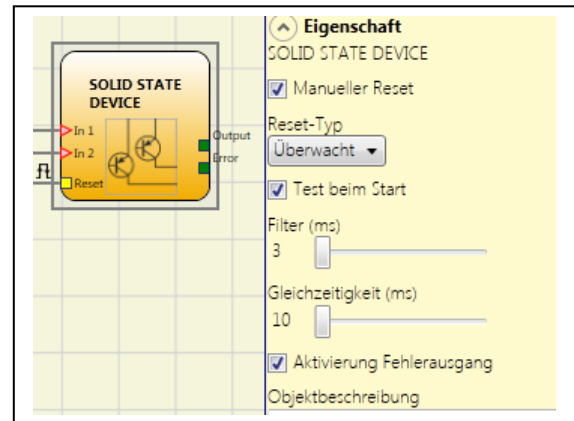 SOLID STATE
DEVICE
In 1
In 2
Reset
Output
Error
Eigenschaft
SOLID STATE DEVICE
Manueller Reset
Reset-Typ
Überwacht
Test beim Start
Filter (ms)
3
Gleichzeitigkeit (ms)
10
Aktivierung Fehlerausgang
Objektbeschreibung